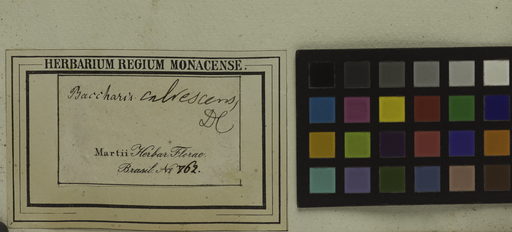 HERBARIUM REGIUM MONACENSE.
Baccharis calvescens,
DC
Martii Herbar. Florae
Brasil. No 762.